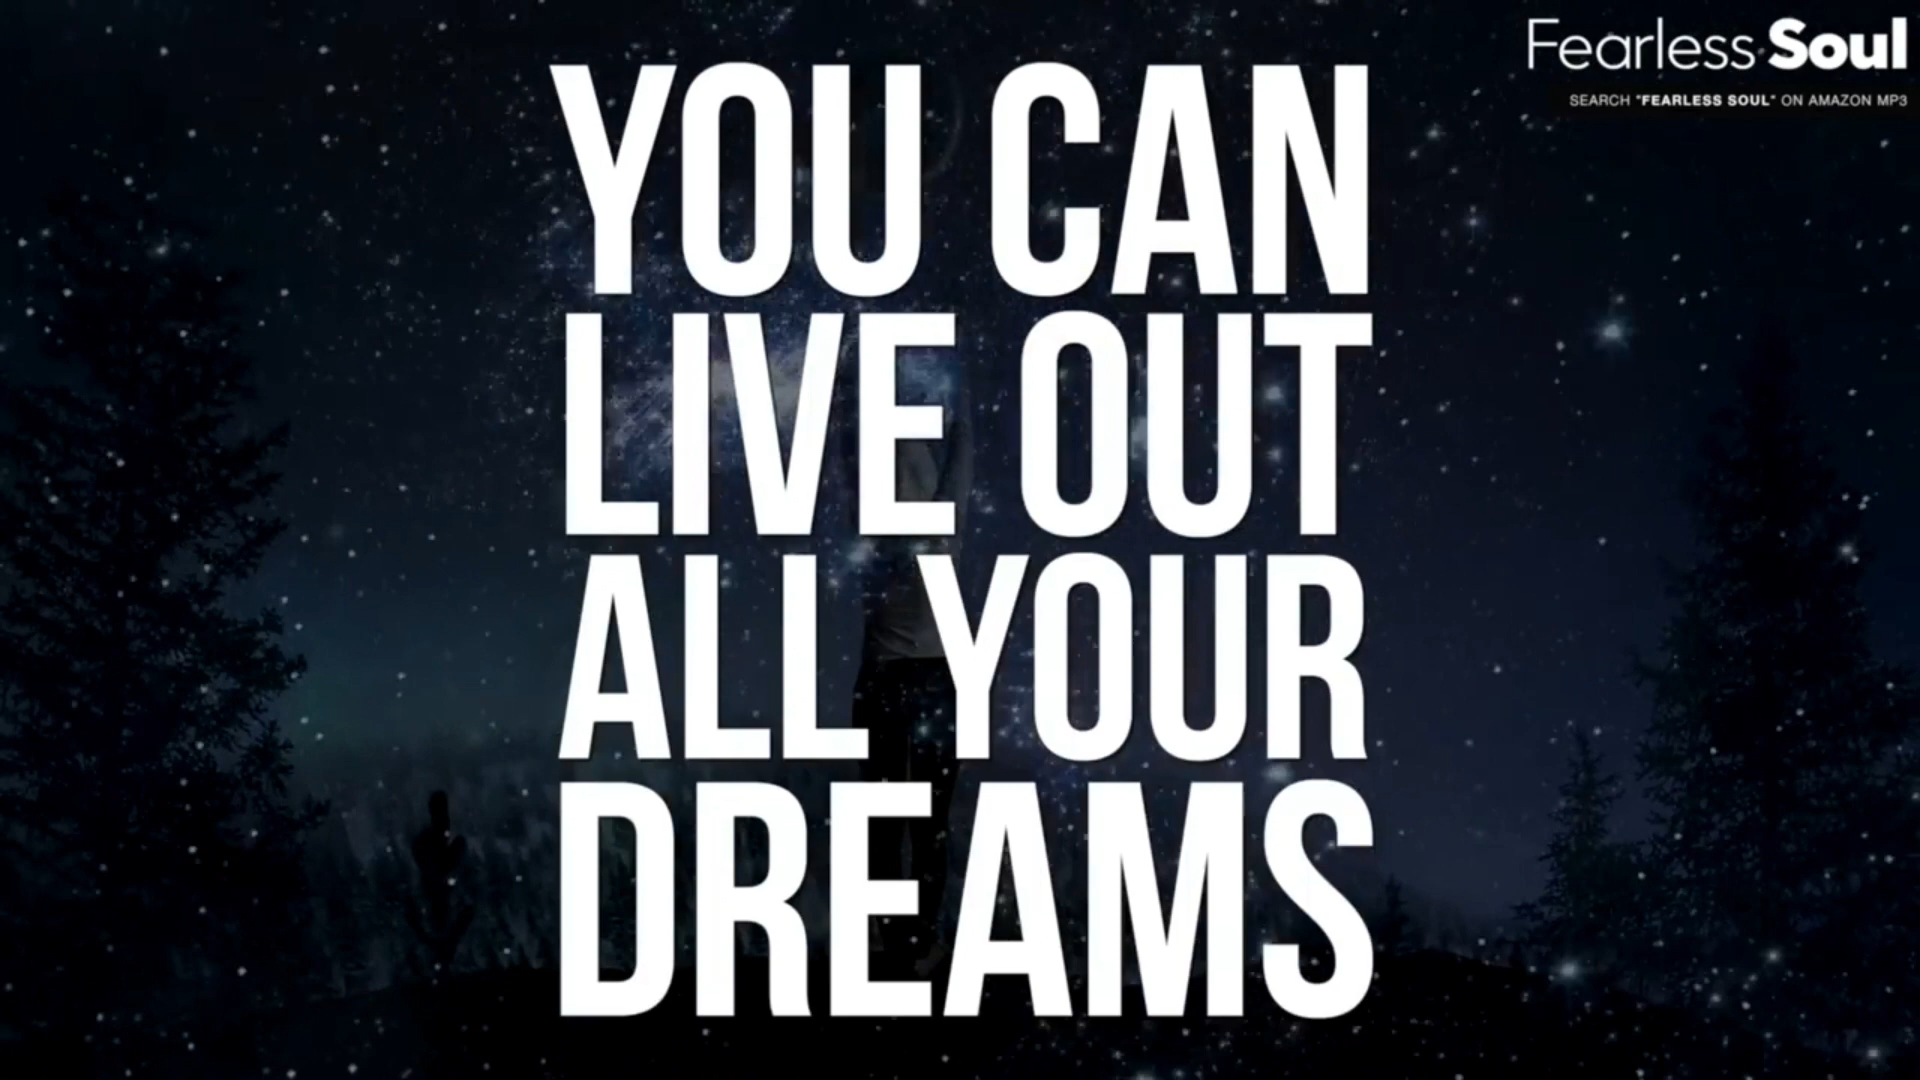 Fearless Soul
SEARCH "FEARLESS SOUL" ON AMAZON MP3
YOU CAN
LIVE OUT
ALL YOUR
DREAMS